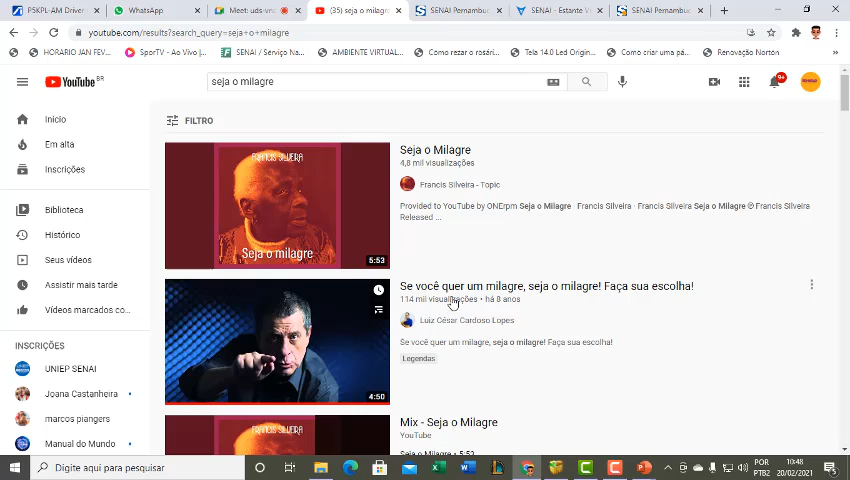 P5KPL-AM Driver
WhatsApp
Meet: uds-vnc
(35) seja o milagre
SENAI Pernambuc
SENAI - Estante V
SENAI Pernambuc
youtube.com/results?search_query=seja+o+milagre
HORÁRIO JAN FEV...
SporTV - Ao Vivo |...
SENAI / Serviço Na...
AMBIENTE VIRTUAL...
Como rezar o rosári...
Tela 14.0 Led Origin...
Como criar uma pá...
Renovação Norton
YouTube BR
seja o milagre
9+
Início
Em alta
Inscrições
Biblioteca
Histórico
Seus vídeos
Assistir mais tarde
Vídeos marcados co...
INSCRIÇÕES
UNIEP SENAI
Joana Castanheira
marcos piangers
Manual do Mundo
FILTRO
FRANCIS SILVEIRA
Seja o milagre
5:53
Seja o Milagre
4,8 mil visualizações
Francis Silveira - Topic
Provided to YouTube by ONErpm Seja o Milagre · Francis Silveira · Francis Silveira Seja o Milagre ℗ Francis Silveira
Released ...
4:50
Se você quer um milagre, seja o milagre! Faça sua escolha!
114 mil visualizações • há 8 anos
Luiz César Cardoso Lopes
Se você quer um milagre, seja o milagre! Faça sua escolha!
Legendas
FRANCIS SILVEIRA
Mix - Seja o Milagre
YouTube
Seja o Milagre • 5:53
Digite aqui para pesquisar
POR
PTB2
10:48
20/02/2021